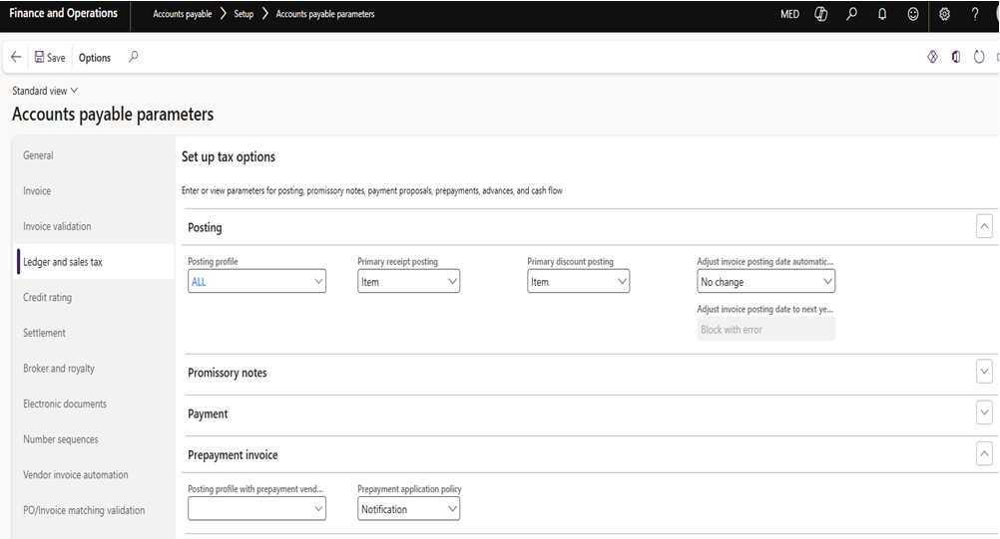 Finance and Operations
Accounts payable
Setup
Accounts payable parameters
MED
?
Save
Options
Standard view
Accounts payable parameters
General
Invoice
Invoice validation
Ledger and sales tax
Credit rating
Settlement
Broker and royalty
Electronic documents
Number sequences
Vendor invoice automation
PO/Invoice matching validation
Set up tax options
Enter or view parameters for posting, promissory notes, payment proposals, prepayments, advances, and cash flow
Posting
Posting profile
Primary receipt posting
Primary discount posting
Adjust invoice posting date automatic...
ALL
Item
Item
No change
Adjust invoice posting date to next ye...
Block with error
Promissory notes
Payment
Prepayment invoice
Posting profile with prepayment vend...
Prepayment application policy
Notification